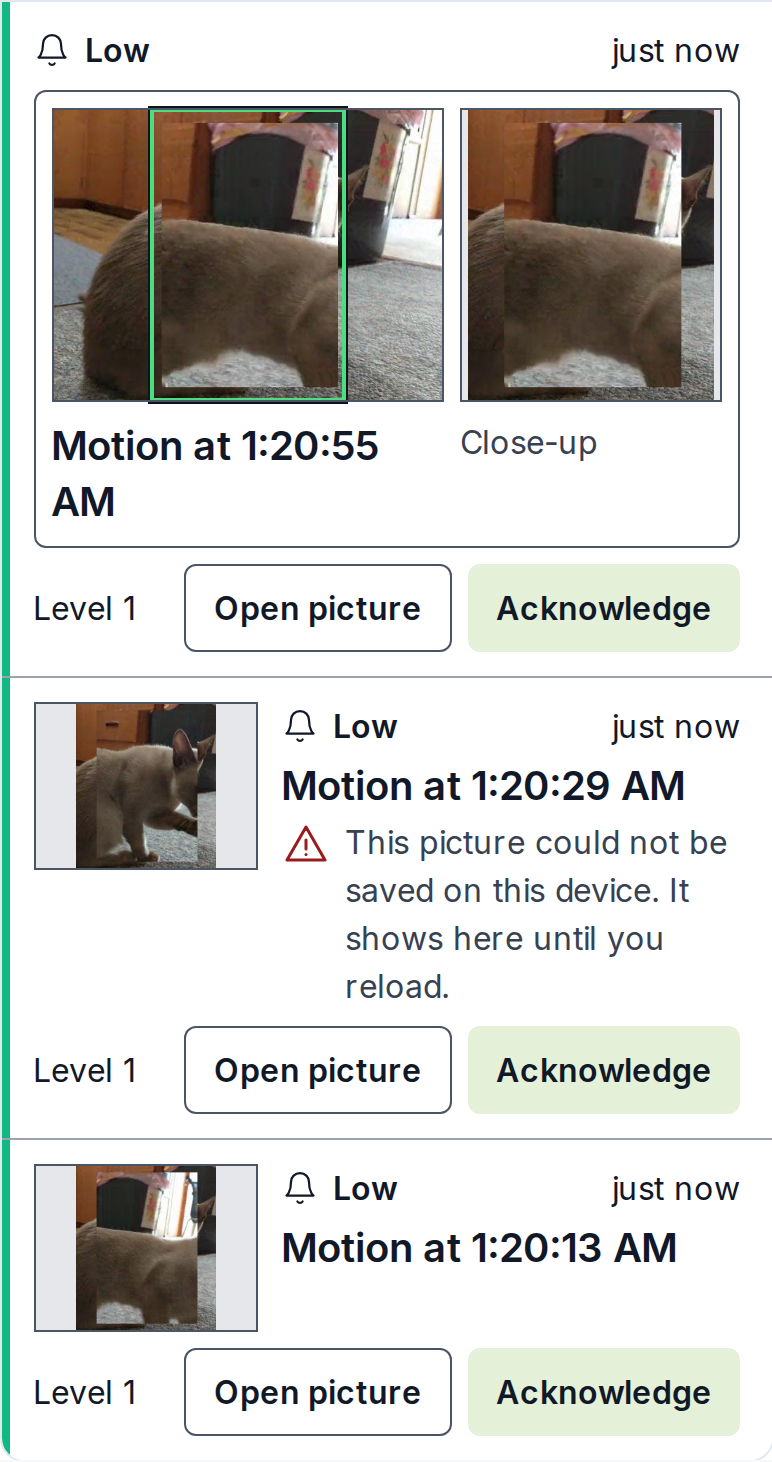 Low
just now
Motion at 1:20:55
AM
Close-up
Level 1
Open picture
Acknowledge
Low
just now
Motion at 1:20:29 AM
This picture could not be
saved on this device. It
shows here until you
reload.
Level 1
Open picture
Acknowledge
Low
just now
Motion at 1:20:13 AM
Level 1
Open picture
Acknowledge